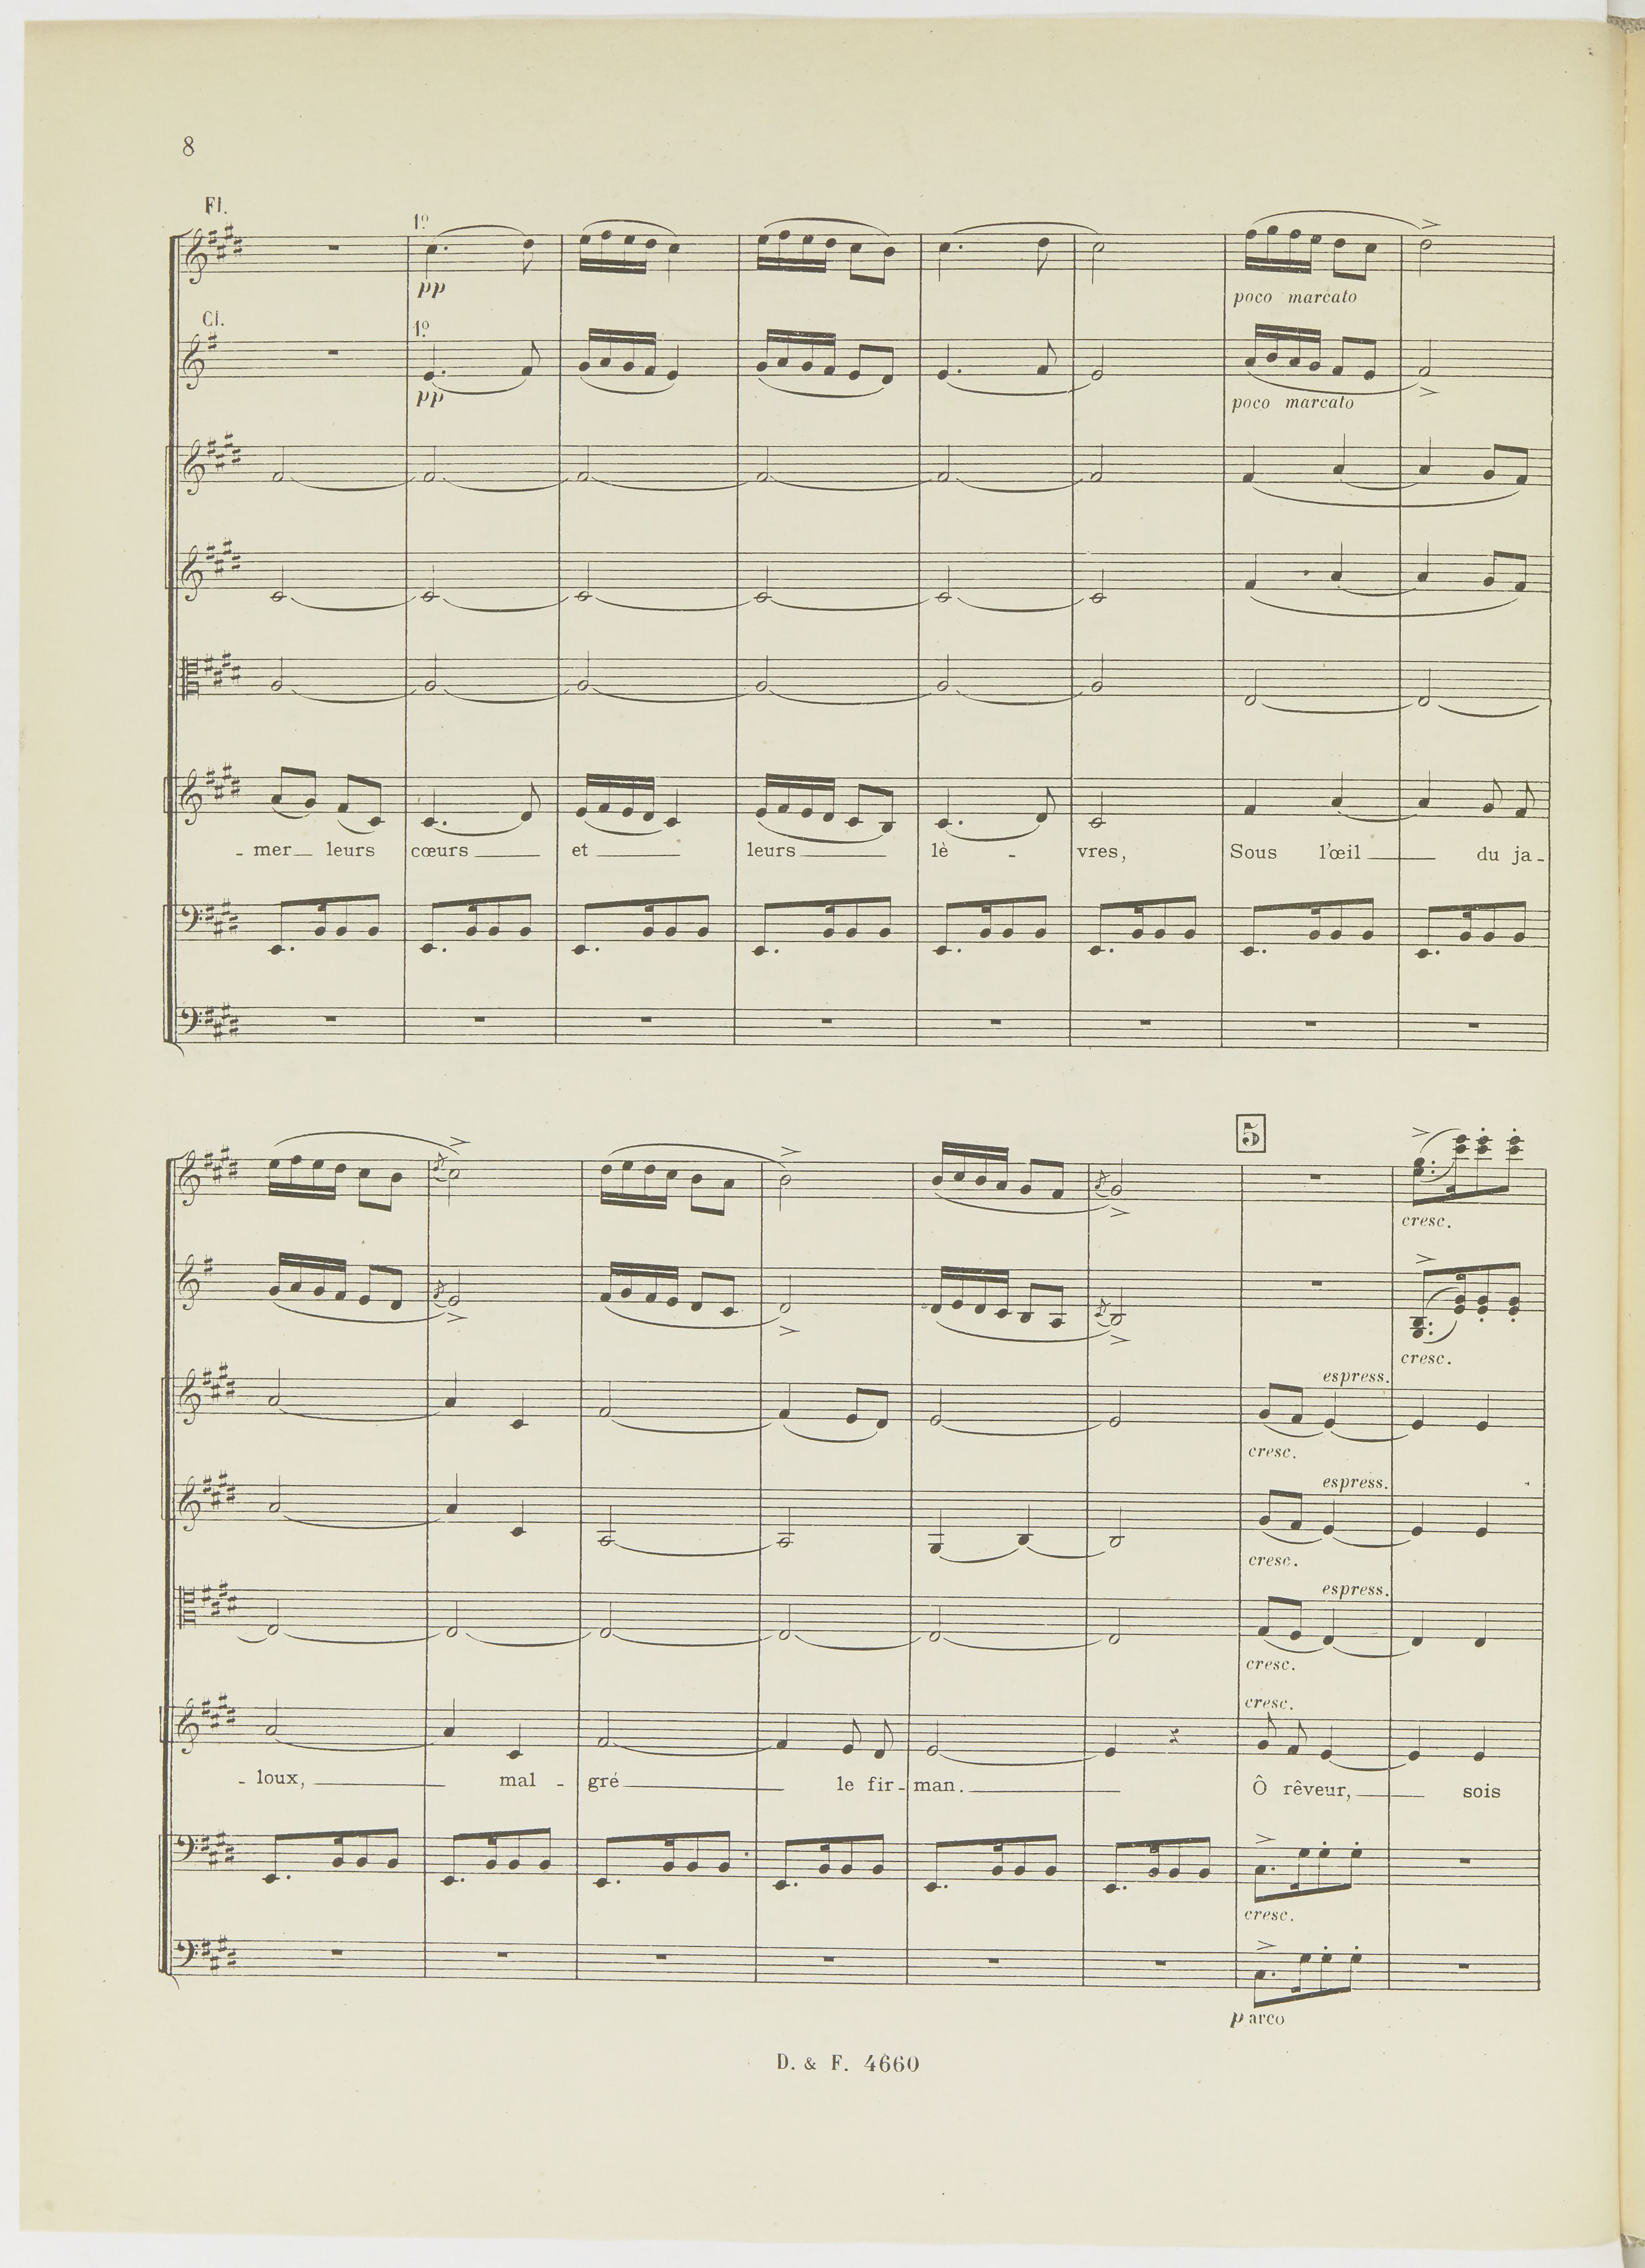 8
Fl.
1º
pp
poco marcato
Cl.
1º
pp
poco marcato
- mer leurs cœurs et leurs lè - vres, Sous l'œil du ja -
5
cresc.
cresc.
espress.
cresc.
espress.
cresc.
espress.
cresc.
cresc.
- loux, mal - gré le fir - man. Ô rêveur, sois
cresc.
p arco
D. & F. 4660